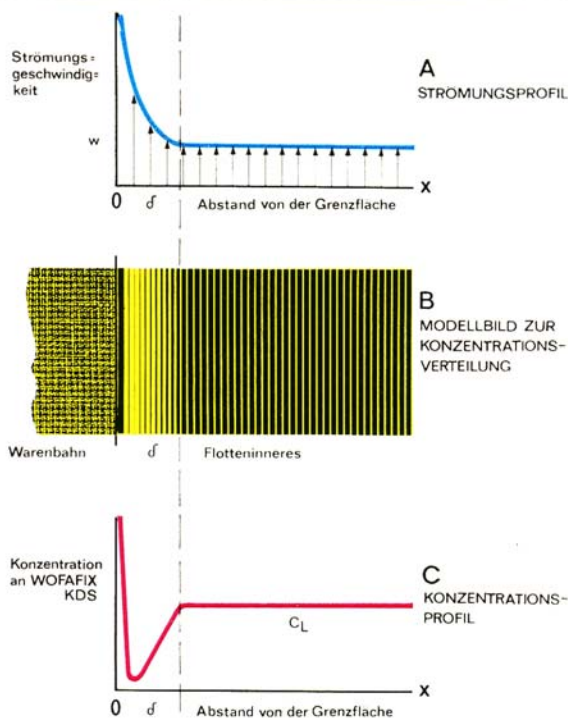 Strömungs=
geschwindig=
keit
w
A
STRÖMUNGSPROFIL
0 δ Abstand von der Grenzfläche X
B
MODELLBILD ZUR
KONZENTRATIONS-
VERTEILUNG
Warenbahn δ Flotteninneres
Konzentration
an WOFAFIX
KDS
C
KONZENTRATIONS-
PROFIL
CL
0 δ Abstand von der Grenzfläche X